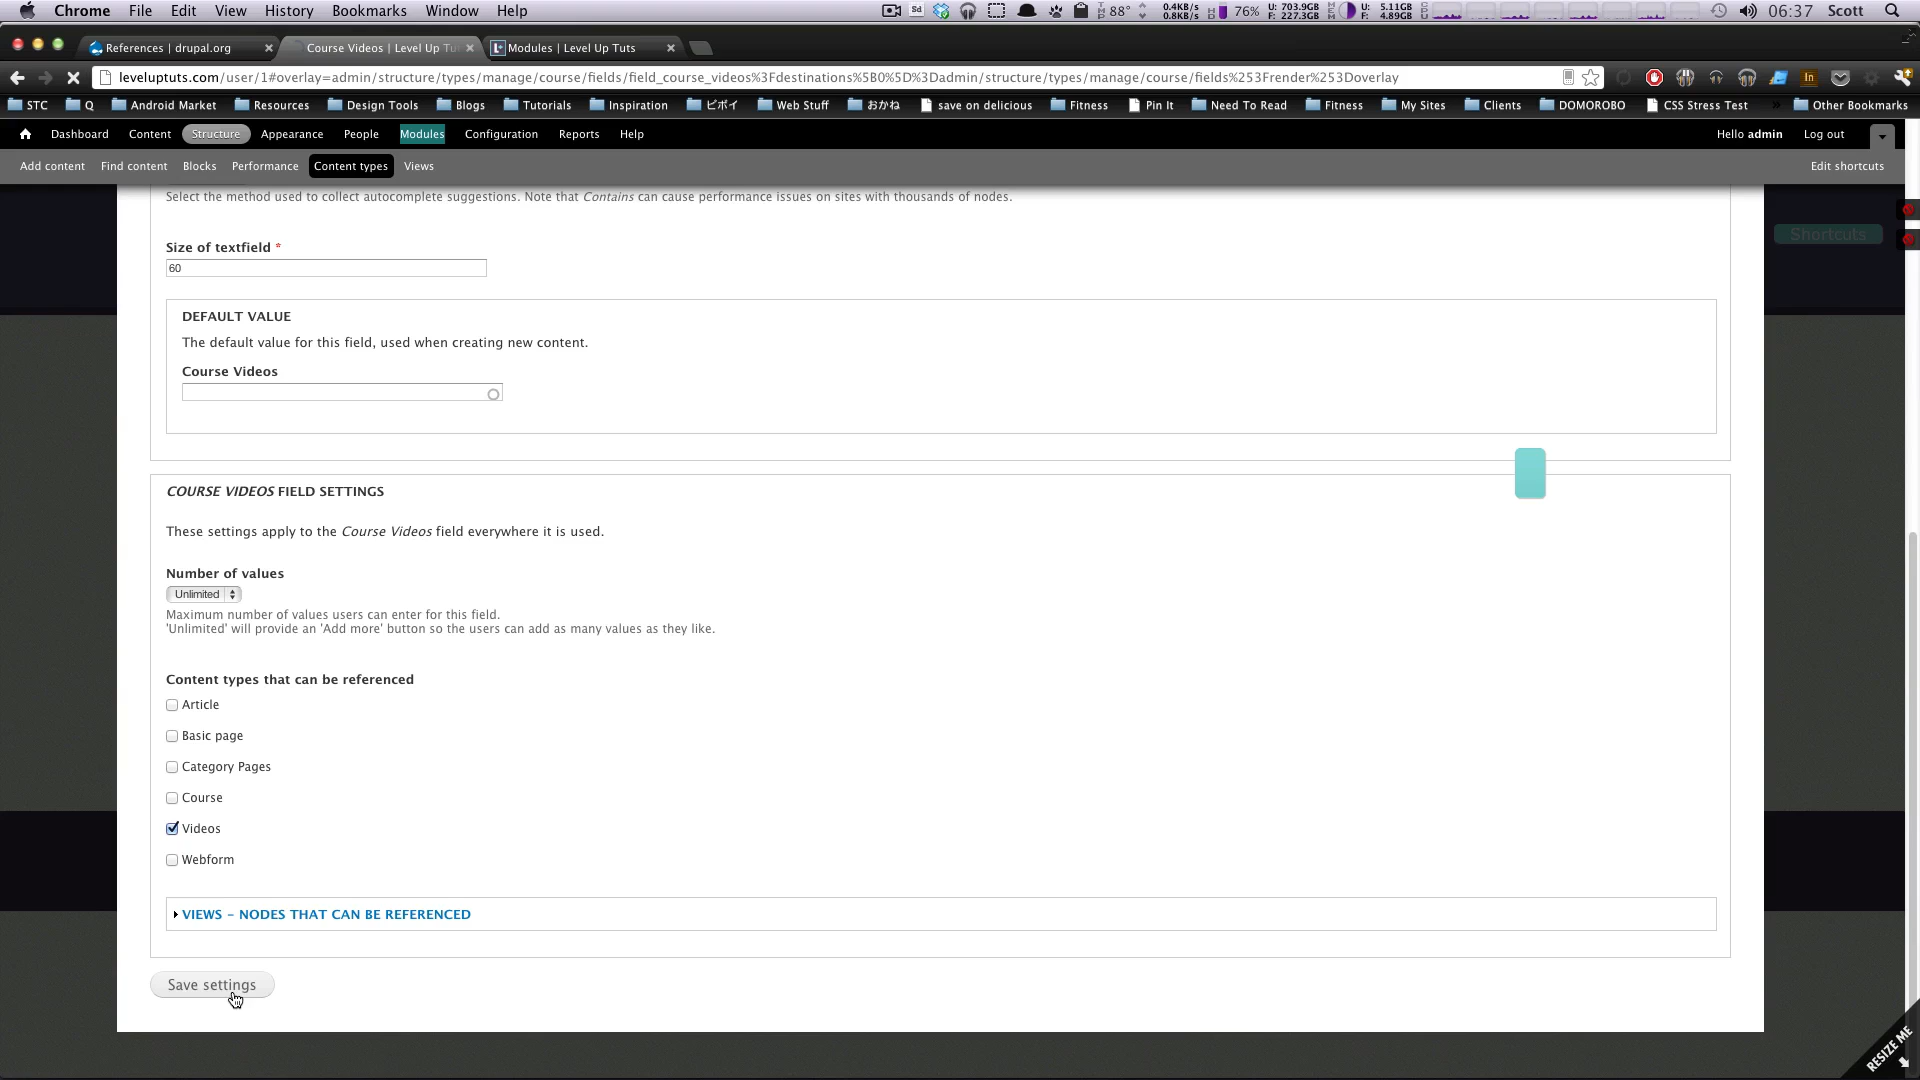 Chrome File Edit View History Bookmarks Window Help
88° 0.4KB/s 0.8KB/s 76% U: 703.9GB F: 227.3GB U: 5.11GB F: 4.89GB 06:37 Scott
References | drupal.org
Course Videos | Level Up Tu
Modules | Level Up Tuts
leveluptuts.com/user/1#overlay=admin/structure/types/manage/course/fields/field_course_videos%3Fdestinations%5B0%5D%3Dadmin/structure/types/manage/course/fields%253Frender%253Doverlay
STC Q Android Market Resources Design Tools Blogs Tutorials Inspiration ビボイ Web Stuff おかね save on delicious Fitness Pin It Need To Read Fitness My Sites Clients DOMOROBO CSS Stress Test » Other Bookmarks
Dashboard Content Structure Appearance People Modules Configuration Reports Help Hello admin Log out
Add content Find content Blocks Performance Content types Views Edit shortcuts
Select the method used to collect autocomplete suggestions. Note that Contains can cause performance issues on sites with thousands of nodes.
Shortcuts
Size of textfield *
60
DEFAULT VALUE
The default value for this field, used when creating new content.
Course Videos
COURSE VIDEOS FIELD SETTINGS
These settings apply to the Course Videos field everywhere it is used.
Number of values
Unlimited
Maximum number of values users can enter for this field.
'Unlimited' will provide an 'Add more' button so the users can add as many values as they like.
Content types that can be referenced
Article
Basic page
Category Pages
Course
Videos
Webform
VIEWS – NODES THAT CAN BE REFERENCED
Save settings
RESIZE ME